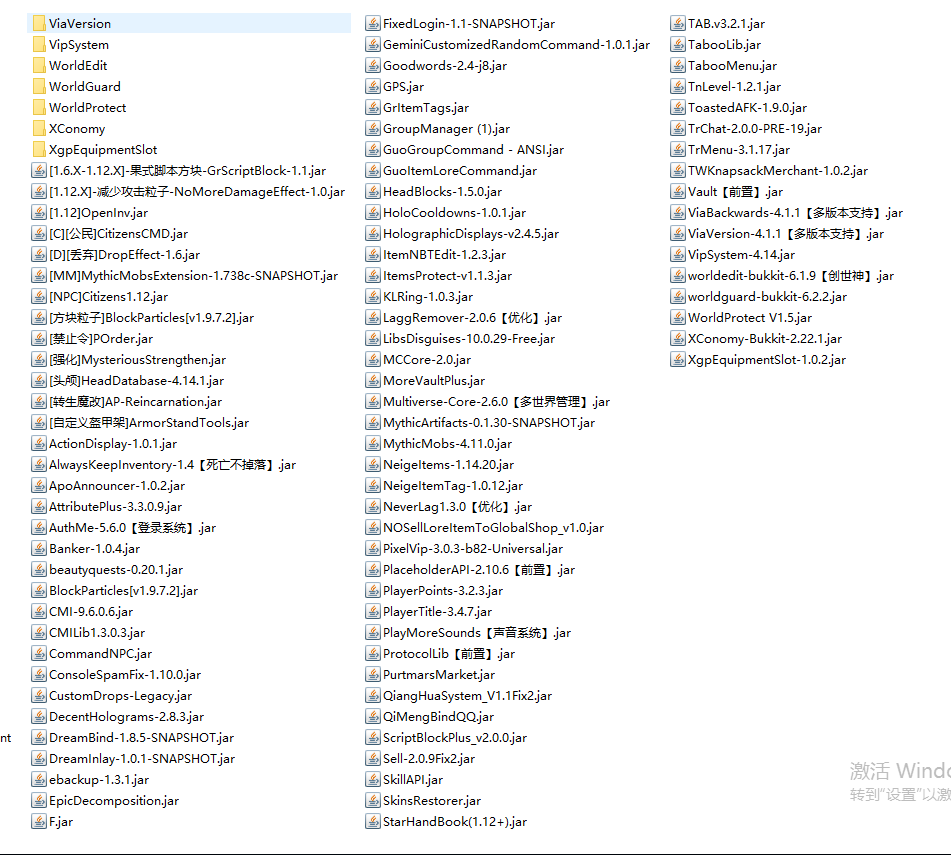 ViaVersion
VipSystem
WorldEdit
WorldGuard
WorldProtect
XConomy
XgpEquipmentSlot
[1.6.X-1.12.X]-果式脚本方块-GrScriptBlock-1.1.jar
[1.12.X]-减少攻击粒子-NoMoreDamageEffect-1.0.jar
[1.12]OpenInv.jar
[C][公民]CitizensCMD.jar
[D][丢弃]DropEffect-1.6.jar
[MM]MythicMobsExtension-1.738c-SNAPSHOT.jar
[NPC]Citizens1.12.jar
[方块粒子]BlockParticles[v1.9.7.2].jar
[禁止令]POrder.jar
[强化]MysteriousStrengthen.jar
[头颅]HeadDatabase-4.14.1.jar
[转生魔改]AP-Reincarnation.jar
[自定义盔甲架]ArmorStandTools.jar
ActionDisplay-1.0.1.jar
AlwaysKeepInventory-1.4【死亡不掉落】.jar
ApoAnnouncer-1.0.2.jar
AttributePlus-3.3.0.9.jar
AuthMe-5.6.0【登录系统】.jar
Banker-1.0.4.jar
beautyquests-0.20.1.jar
BlockParticles[v1.9.7.2].jar
CMI-9.6.0.6.jar
CMILib1.3.0.3.jar
CommandNPC.jar
ConsoleSpamFix-1.10.0.jar
CustomDrops-Legacy.jar
DecentHolograms-2.8.3.jar
nt
DreamBind-1.8.5-SNAPSHOT.jar
DreamInlay-1.0.1-SNAPSHOT.jar
ebackup-1.3.1.jar
EpicDecomposition.jar
F.jar
FixedLogin-1.1-SNAPSHOT.jar
GeminiCustomizedRandomCommand-1.0.1.jar
Goodwords-2.4-j8.jar
GPS.jar
GrItemTags.jar
GroupManager (1).jar
GuoGroupCommand - ANSI.jar
GuoItemLoreCommand.jar
HeadBlocks-1.5.0.jar
HoloCooldowns-1.0.1.jar
HolographicDisplays-v2.4.5.jar
ItemNBTEdit-1.2.3.jar
ItemsProtect-v1.1.3.jar
KLRing-1.0.3.jar
LaggRemover-2.0.6【优化】.jar
LibsDisguises-10.0.29-Free.jar
MCCore-2.0.jar
MoreVaultPlus.jar
Multiverse-Core-2.6.0【多世界管理】.jar
MythicArtifacts-0.1.30-SNAPSHOT.jar
MythicMobs-4.11.0.jar
NeigeItems-1.14.20.jar
NeigeItemTag-1.0.12.jar
NeverLag1.3.0【优化】.jar
NOSellLoreItemToGlobalShop_v1.0.jar
PixelVip-3.0.3-b82-Universal.jar
PlaceholderAPI-2.10.6【前置】.jar
PlayerPoints-3.2.3.jar
PlayerTitle-3.4.7.jar
PlayMoreSounds【声音系统】.jar
ProtocolLib【前置】.jar
PurtmarsMarket.jar
QiangHuaSystem_V1.1Fix2.jar
QiMengBindQQ.jar
ScriptBlockPlus_v2.0.0.jar
Sell-2.0.9Fix2.jar
SkillAPI.jar
SkinsRestorer.jar
StarHandBook(1.12+).jar
TAB.v3.2.1.jar
TabooLib.jar
TabooMenu.jar
TnLevel-1.2.1.jar
ToastedAFK-1.9.0.jar
TrChat-2.0.0-PRE-19.jar
TrMenu-3.1.17.jar
TWKnapsackMerchant-1.0.2.jar
Vault【前置】.jar
ViaBackwards-4.1.1【多版本支持】.jar
ViaVersion-4.1.1【多版本支持】.jar
VipSystem-4.14.jar
worldedit-bukkit-6.1.9【创世神】.jar
worldguard-bukkit-6.2.2.jar
WorldProtect V1.5.jar
XConomy-Bukkit-2.22.1.jar
XgpEquipmentSlot-1.0.2.jar
激活 Windo
转到"设置"以激